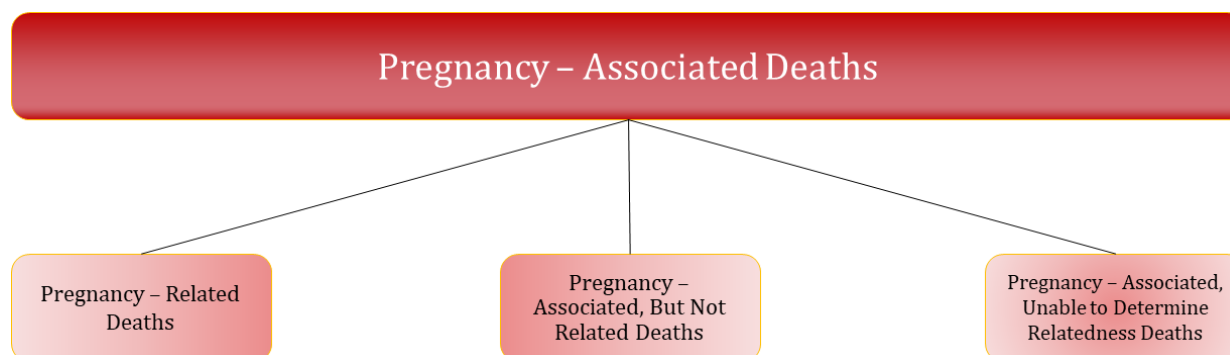 Pregnancy – Associated Deaths
Pregnancy – Related
Deaths
Pregnancy –
Associated, But Not
Related Deaths
Pregnancy – Associated,
Unable to Determine
Relatedness Deaths